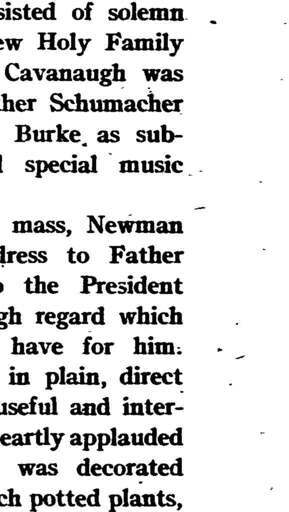 sisted of solemn
ew Holy Family
Cavanaugh was
her Schumacher
Burke as sub-
special music
mass, Newman
dress to Father
the President
gh regard which
have for him.
in plain, direct
useful and inter-
eartly applauded
was decorated
ch potted plants,